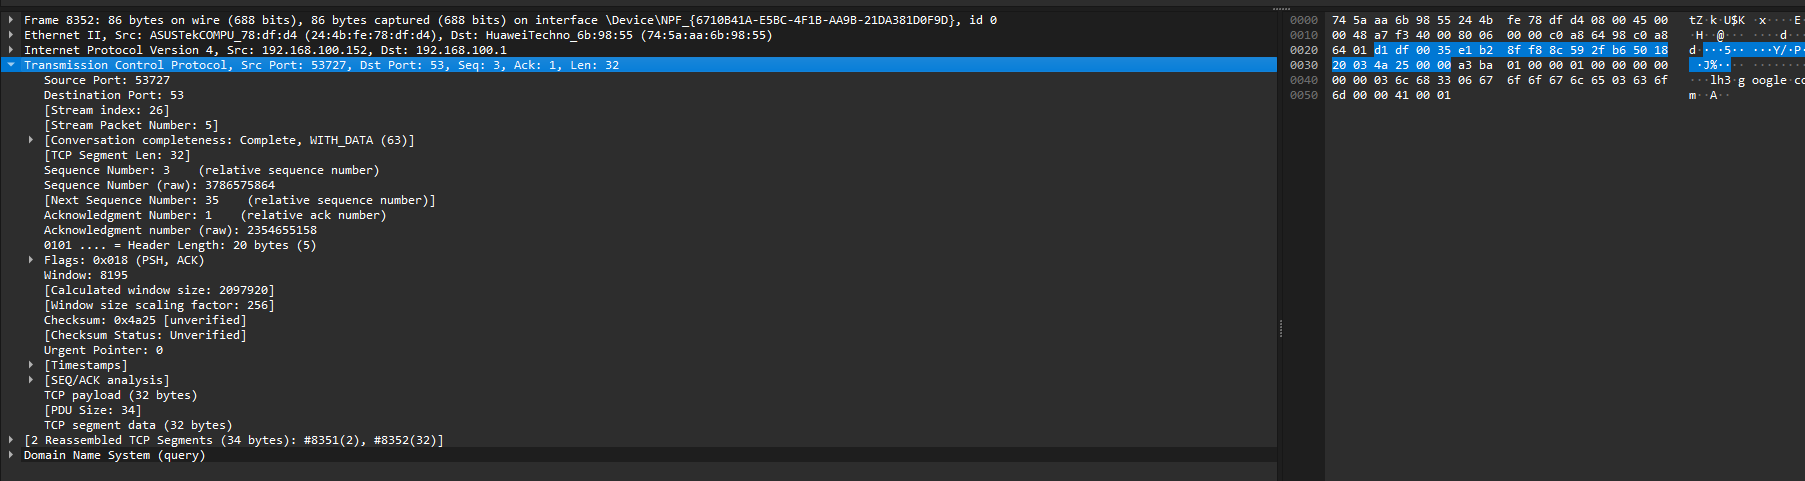 Frame 8352: 86 bytes on wire (688 bits), 86 bytes captured (688 bits) on interface \Device\NPF_{6710B41A-E5BC-4F1B-AA9B-21DA381D0F9D}, id 0
Ethernet II, Src: ASUSTekCOMPU_78:df:d4 (24:4b:fe:78:df:d4), Dst: HuaweiTechno_6b:98:55 (74:5a:aa:6b:98:55)
Internet Protocol Version 4, Src: 192.168.100.152, Dst: 192.168.100.1
Transmission Control Protocol, Src Port: 53727, Dst Port: 53, Seq: 3, Ack: 1, Len: 32
Source Port: 53727
Destination Port: 53
[Stream index: 26]
[Stream Packet Number: 5]
[Conversation completeness: Complete, WITH_DATA (63)]
[TCP Segment Len: 32]
Sequence Number: 3    (relative sequence number)
Sequence Number (raw): 3786575864
[Next Sequence Number: 35    (relative sequence number)]
Acknowledgment Number: 1    (relative ack number)
Acknowledgment number (raw): 2354655158
0101 .... = Header Length: 20 bytes (5)
Flags: 0x018 (PSH, ACK)
Window: 8195
[Calculated window size: 2097920]
[Window size scaling factor: 256]
Checksum: 0x4a25 [unverified]
[Checksum Status: Unverified]
Urgent Pointer: 0
[Timestamps]
[SEQ/ACK analysis]
TCP payload (32 bytes)
[PDU Size: 34]
TCP segment data (32 bytes)
[2 Reassembled TCP Segments (34 bytes): #8351(2), #8352(32)]
Domain Name System (query)
0000 74 5a aa 6b 98 55 24 4b fe 78 df d4 08 00 45 00 tZ·k·U$K ·x····E·
0010 00 48 a7 f3 40 00 80 06 00 00 c0 a8 64 98 c0 a8 ·H··@··· ····d···
0020 64 01 d1 df 00 35 e1 b2 8f f8 8c 59 2f b6 50 18 d····5·· ···Y/·P·
0030 20 03 4a 25 00 00 a3 ba 01 00 00 01 00 00 00 00 ·J%···· ········
0040 00 00 03 6c 68 33 06 67 6f 6f 67 6c 65 03 63 6f ···lh3·g oogle·co
0050 6d 00 00 41 00 01 m··A··